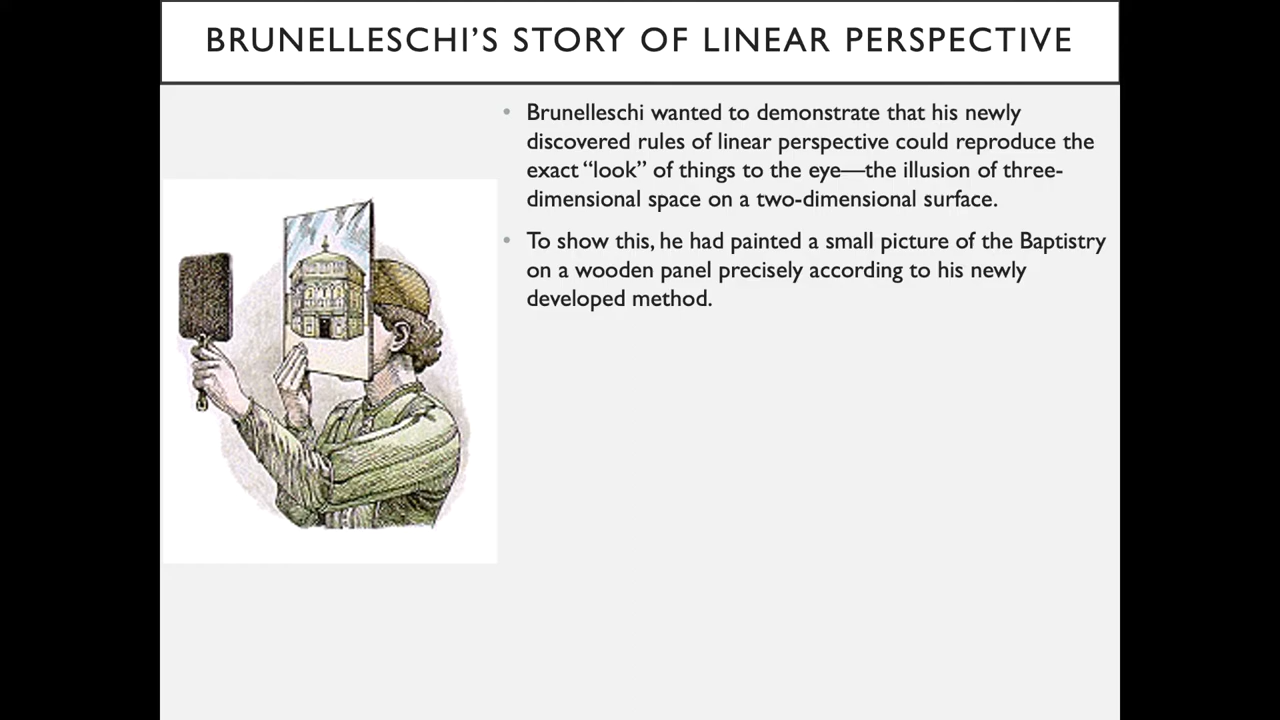 BRUNELLESCHI’S STORY OF LINEAR PERSPECTIVE
• Brunelleschi wanted to demonstrate that his newly
discovered rules of linear perspective could reproduce the
exact “look” of things to the eye—the illusion of three-
dimensional space on a two-dimensional surface.
• To show this, he had painted a small picture of the Baptistry
on a wooden panel precisely according to his newly
developed method.